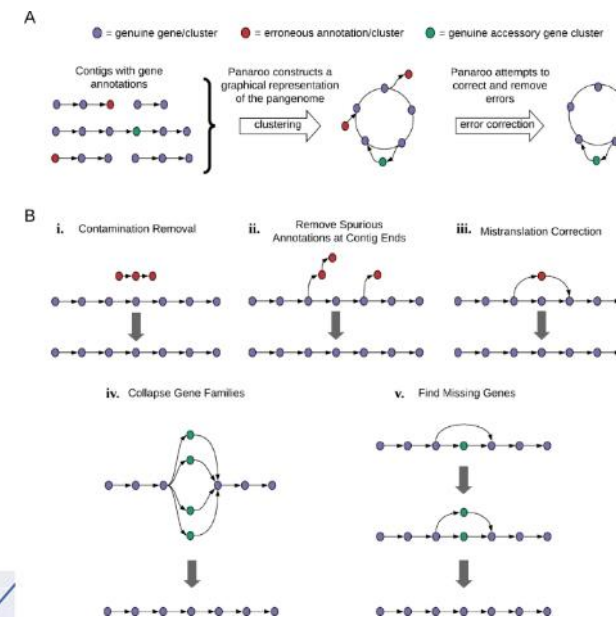 A
= genuine gene/cluster = erroneous annotation/cluster = genuine accessory gene cluster
Contigs with gene
annotations
Panaroo constructs a
graphical representation
of the pangenome
clustering
Panaroo attempts to
correct and remove
errors
error correction
B
i. Contamination Removal
ii. Remove Spurious
Annotations at Contig Ends
iii. Mistranslation Correction
iv. Collapse Gene Families
v. Find Missing Genes